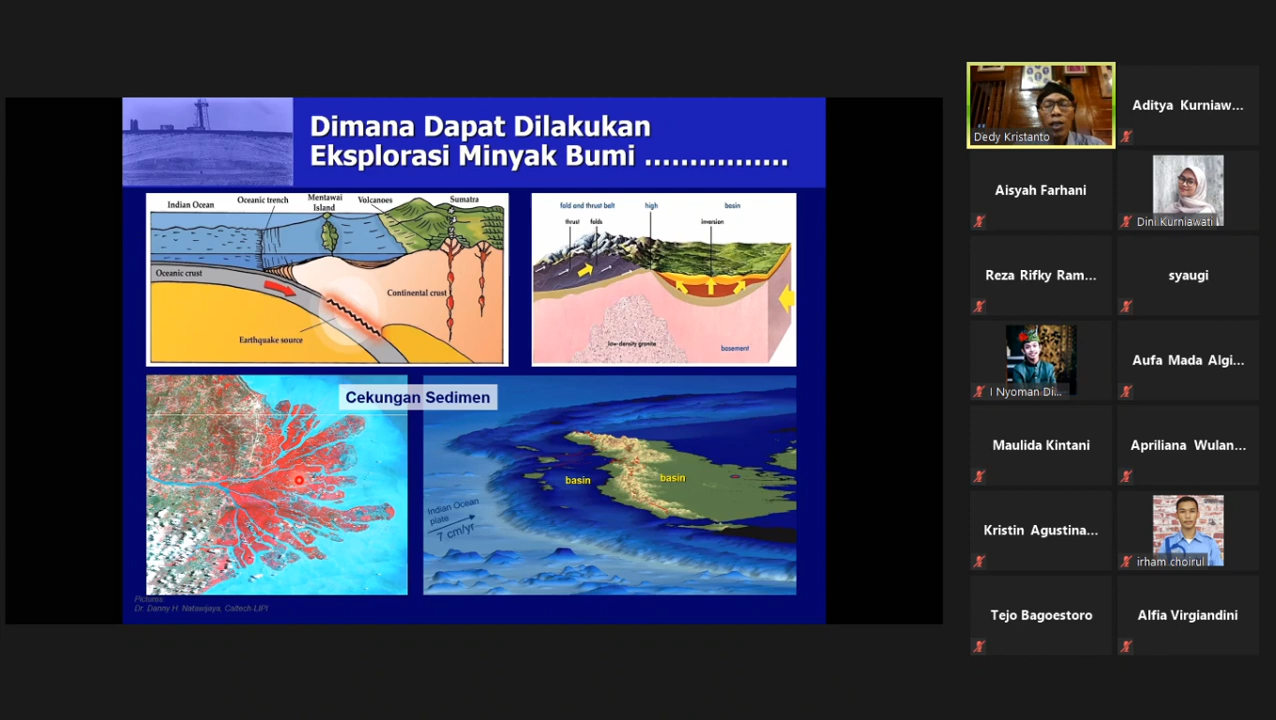 Dimana Dapat Dilakukan
Eksplorasi Minyak Bumi ................
Indian Ocean
Oceanic trench
Mentawai
Island
Volcanoes
Sumatra
Oceanic crust
Continental crust
Earthquake source
fold and thrust belt
high
basin
thrust
folds
inversion
low-density granite
basement
Cekungan Sedimen
basin
basin
Indian Ocean
plate
7 cm/yr
Pictures:
Dr. Danny H. Natawijaya, Caltech-LIPI
Dedy Kristanto
Aditya Kurniaw...
Aisyah Farhani
Dini Kurniawati
Reza Rifky Ram...
syaugi
I Nyoman Di...
Aufa Mada Algi...
Maulida Kintani
Apriliana Wulan...
Kristin Agustina...
irham choirul
Tejo Bagoestoro
Alfia Virgiandini